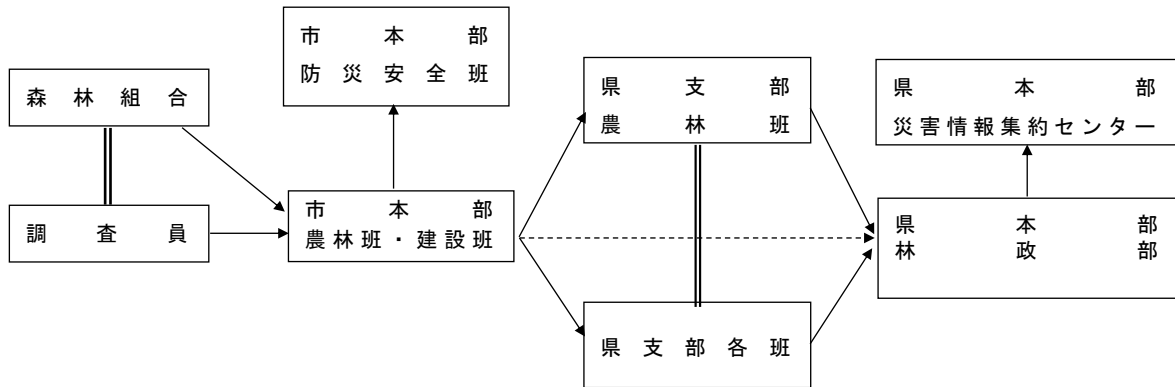 市本部
防災安全班
森林組合
調査員
市本部
農林班・建設班
県支部
農林班
県支部各班
県本部
災害情報集約センター
県本部
林政部